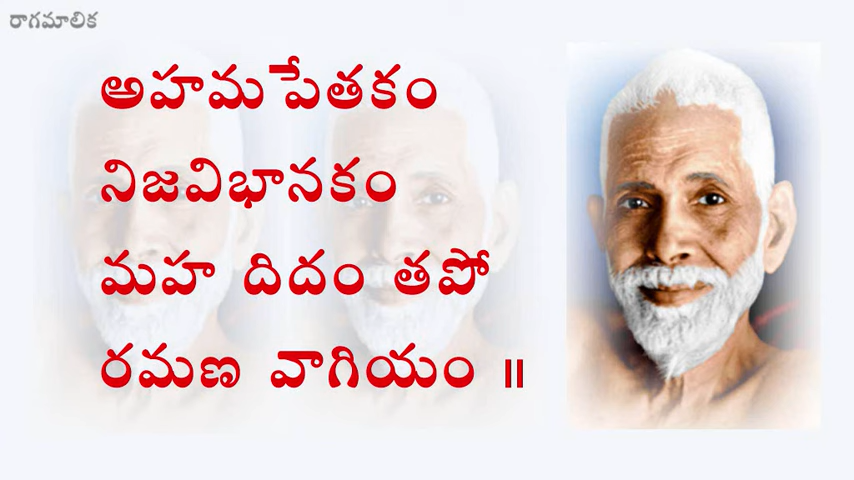 రాగమాలిక
అహమపేతకం
నిజవిభానకం
మహ దిదం తపో
రమణ వాగియం ॥